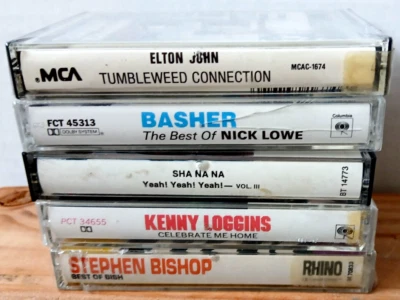 ELTON JOHN
MCAC-1674
MCA
TUMBLEWEED CONNECTION
FCT 45313
DOLBY SYSTEM
BASHER
The Best Of NICK LOWE
Columbia
SHA NA NA
Yeah! Yeah! Yeah!— VOL. III
BT 14773
PCT 34655
KENNY LOGGINS
CELEBRATE ME HOME
STEPHEN BISHOP
BEST OF BISH
RHINO